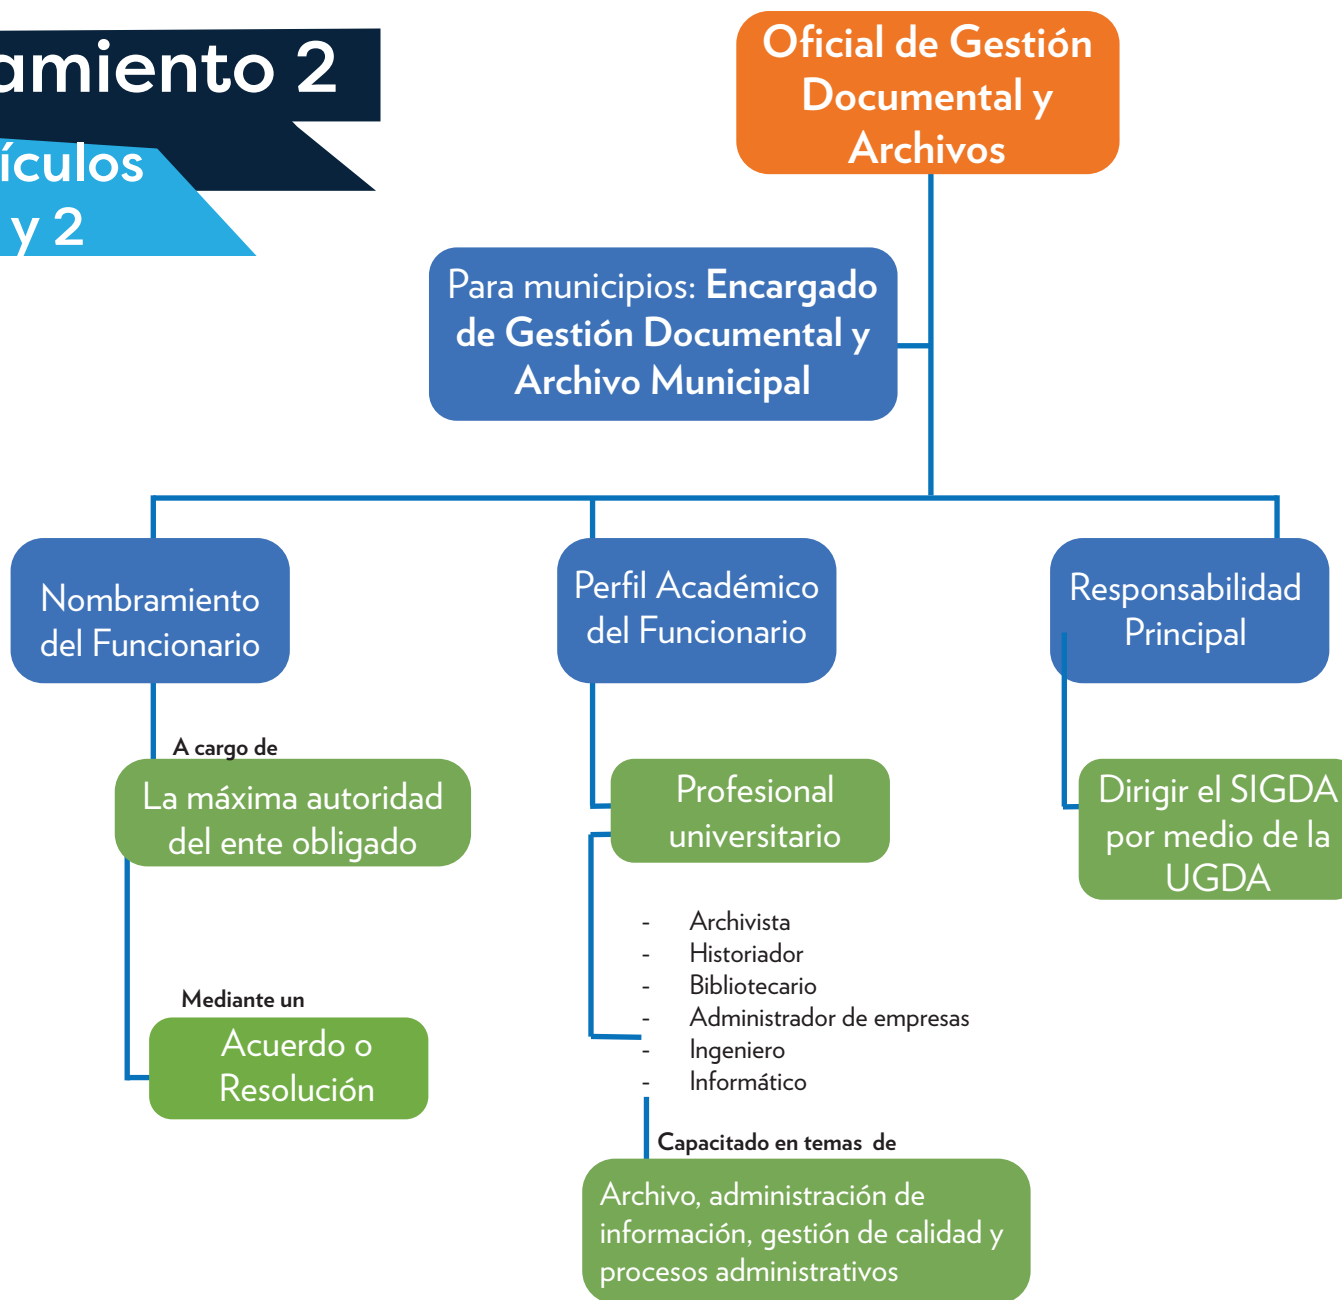 amiento 2
ículos
y 2
Oficial de Gestión
Documental y
Archivos
Para municipios: Encargado
de Gestión Documental y
Archivo Municipal
Nombramiento
del Funcionario
A cargo de
La máxima autoridad
del ente obligado
Mediante un
Acuerdo o
Resolución
Perfil Académico
del Funcionario
Profesional
universitario
- Archivista
- Historiador
- Bibliotecario
- Administrador de empresas
- Ingeniero
- Informático
Capacitado en temas de
Archivo, administración de
información, gestión de calidad y
procesos administrativos
Responsabilidad
Principal
Dirigir el SIGDA
por medio de la
UGDA